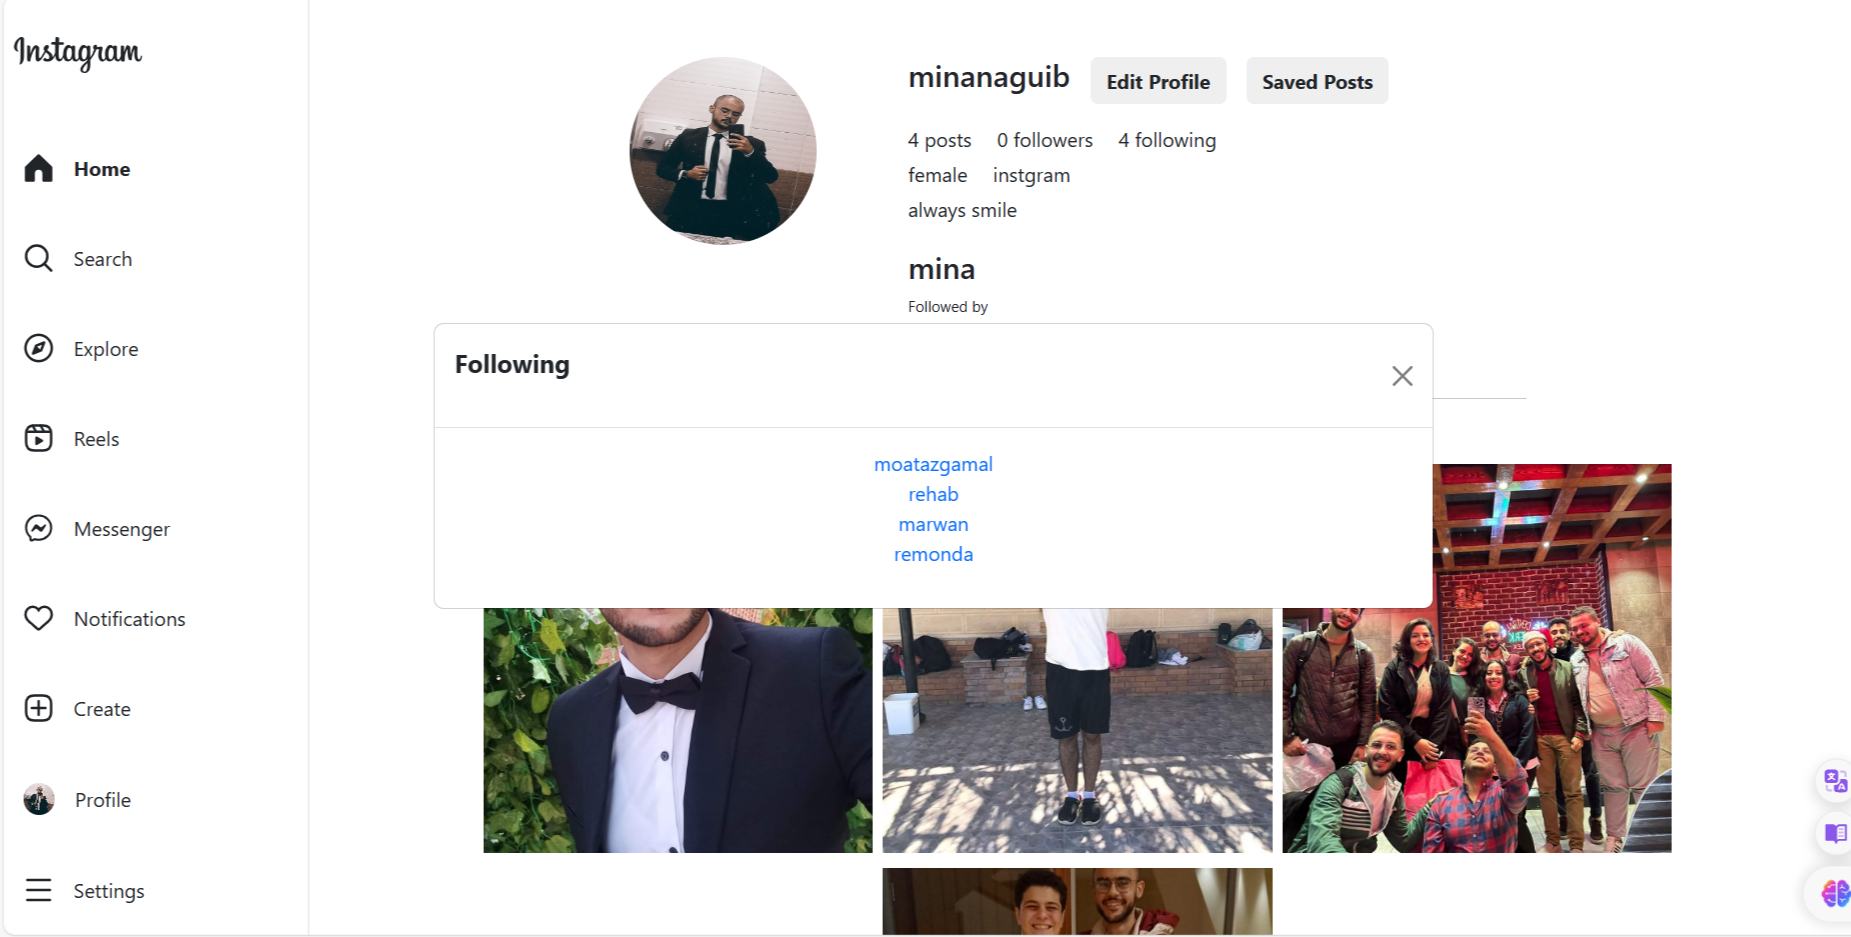 Instagram
Home
Search
Explore
Reels
Messenger
Notifications
Create
Profile
Settings
minanaguib Edit Profile Saved Posts
4 posts 0 followers 4 following
female instgram
always smile
mina
Followed by
Following
moatazgamal
rehab
marwan
remonda